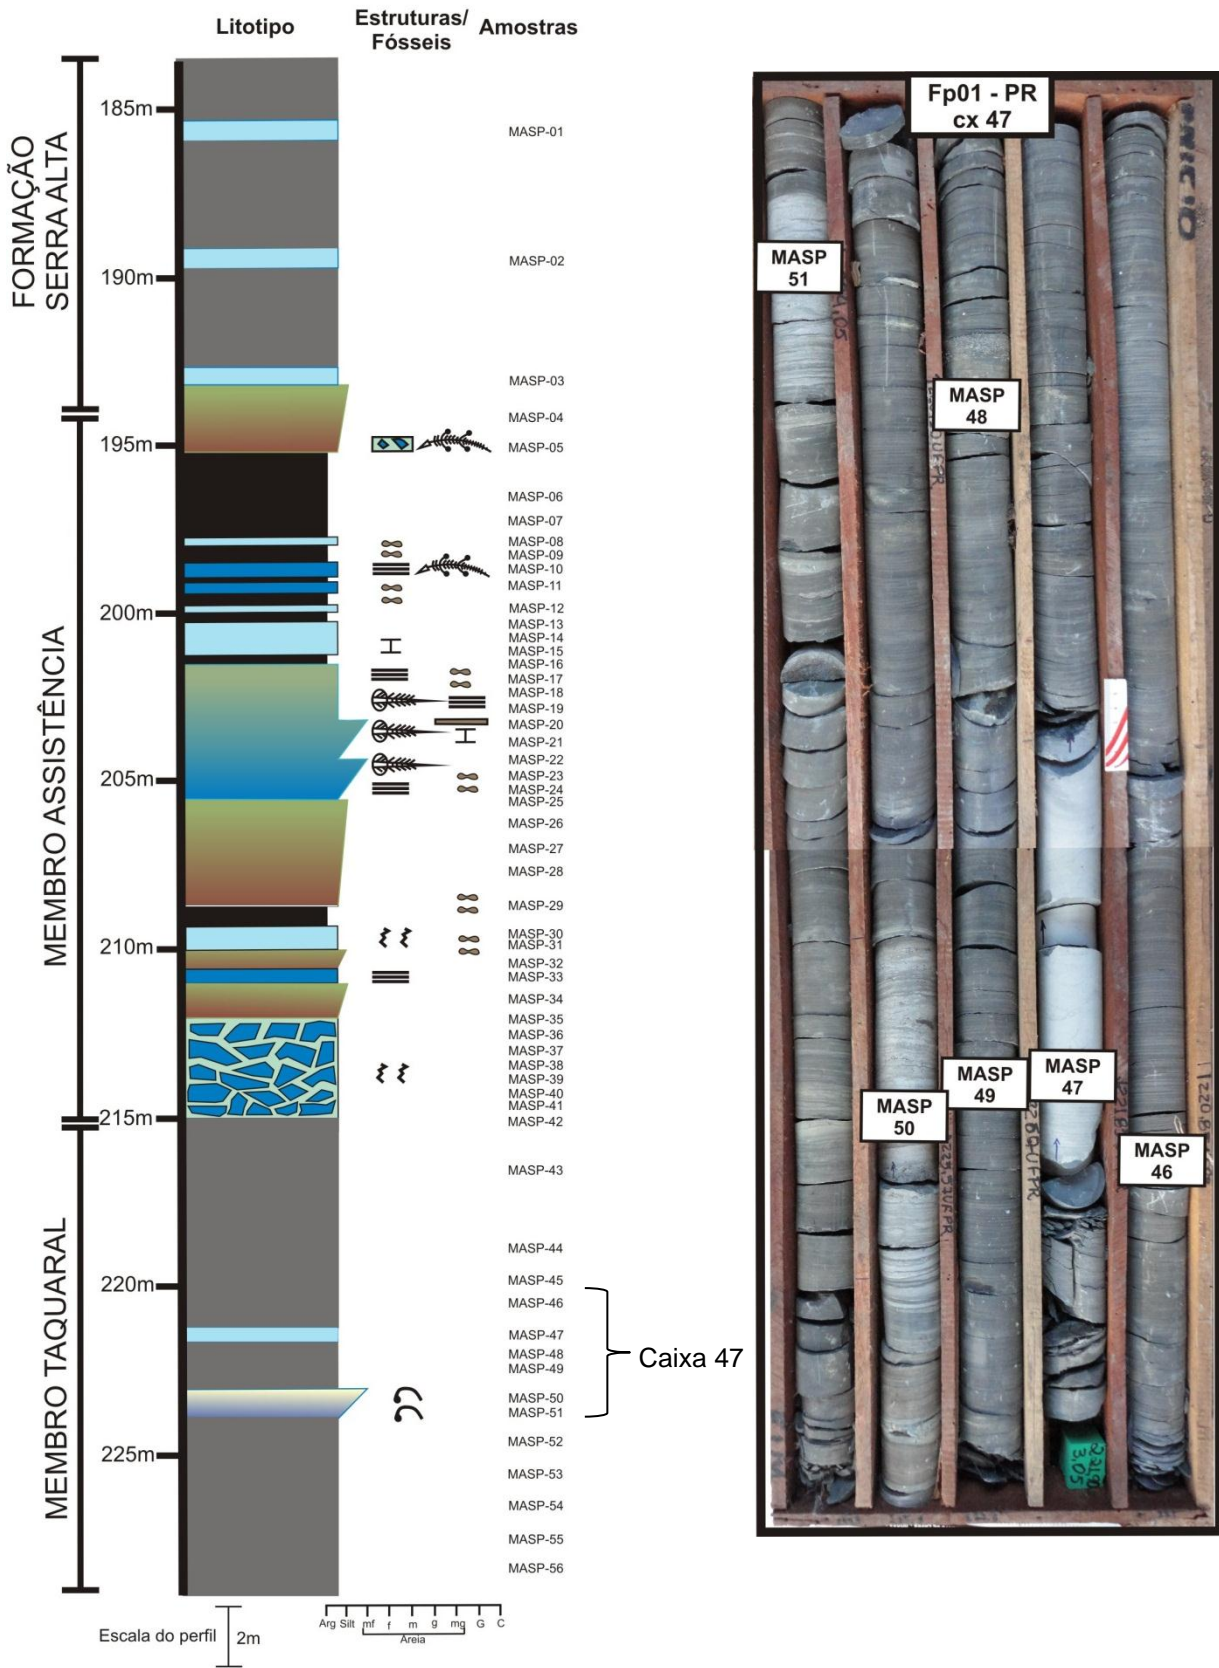 Litotipo
Estruturas/
Fósseis
Amostras
FORMAÇÃO
SERRA ALTA
MEMBRO ASSISTÊNCIA
MEMBRO TAQUARAL
185m
190m
195m
200m
205m
210m
215m
220m
225m
MASP-01
MASP-02
MASP-03
MASP-04
MASP-05
MASP-06
MASP-07
MASP-08
MASP-09
MASP-10
MASP-11
MASP-12
MASP-13
MASP-14
MASP-15
MASP-16
MASP-17
MASP-18
MASP-19
MASP-20
MASP-21
MASP-22
MASP-23
MASP-24
MASP-25
MASP-26
MASP-27
MASP-28
MASP-29
MASP-30
MASP-31
MASP-32
MASP-33
MASP-34
MASP-35
MASP-36
MASP-37
MASP-38
MASP-39
MASP-40
MASP-41
MASP-42
MASP-43
MASP-44
MASP-45
MASP-46
MASP-47
MASP-48
MASP-49
MASP-50
MASP-51
MASP-52
MASP-53
MASP-54
MASP-55
MASP-56
Caixa 47
Escala do perfil 2m
Arg Silt mf f m g mg G C
Areia
Fp01 - PR
cx 47
MASP
51
MASP
48
MASP
50
MASP
49
MASP
47
MASP
46